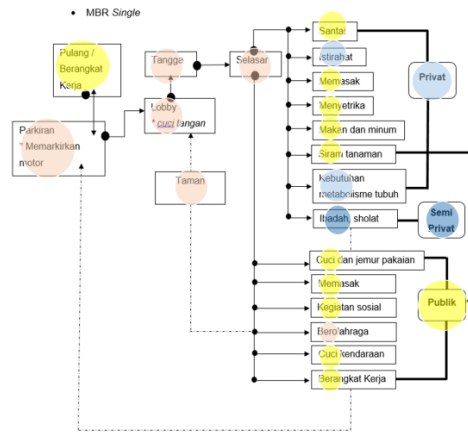 MBR Single
Pulang /
Berangkat
Kerja
Tangga
Selasar
Parkiran
* Memarkirkan
motor
Lobby
* cuci tangan
Taman
Santai
Istirahat
Memasak
Menyetrika
Makan dan minum
Siram tanaman
Kebutuhan
metabolisme tubuh
Ibadah, sholat
Privat
Semi
Privat
Cuci dan jemur pakaian
Memasak
Kegiatan sosial
Berolahraga
Cuci kendaraan
Berangkat Kerja
Publik